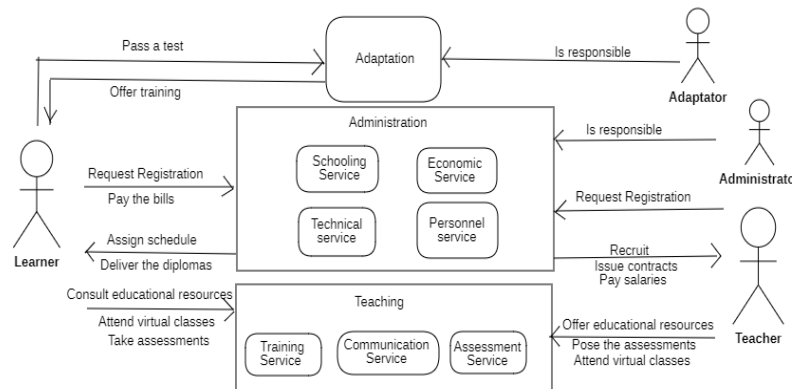 Pass a test
Adaptation
Is responsible
Offer training
Adaptator
Administration
Is responsible
Schooling
Service
Economic
Service
Request Registration
Pay the bills
Administrato
Request Registration
Technical
service
Personnel
service
Assign schedule
Deliver the diplomas
Learner
Recruit
Issue contracts
Pay salaries
Consult educational resources
Attend virtual classes
Take assessments
Teaching
Training
Service
Communication
Service
Assessment
Service
Offer educational resources
Pose the assessments
Attend virtual classes
Teacher